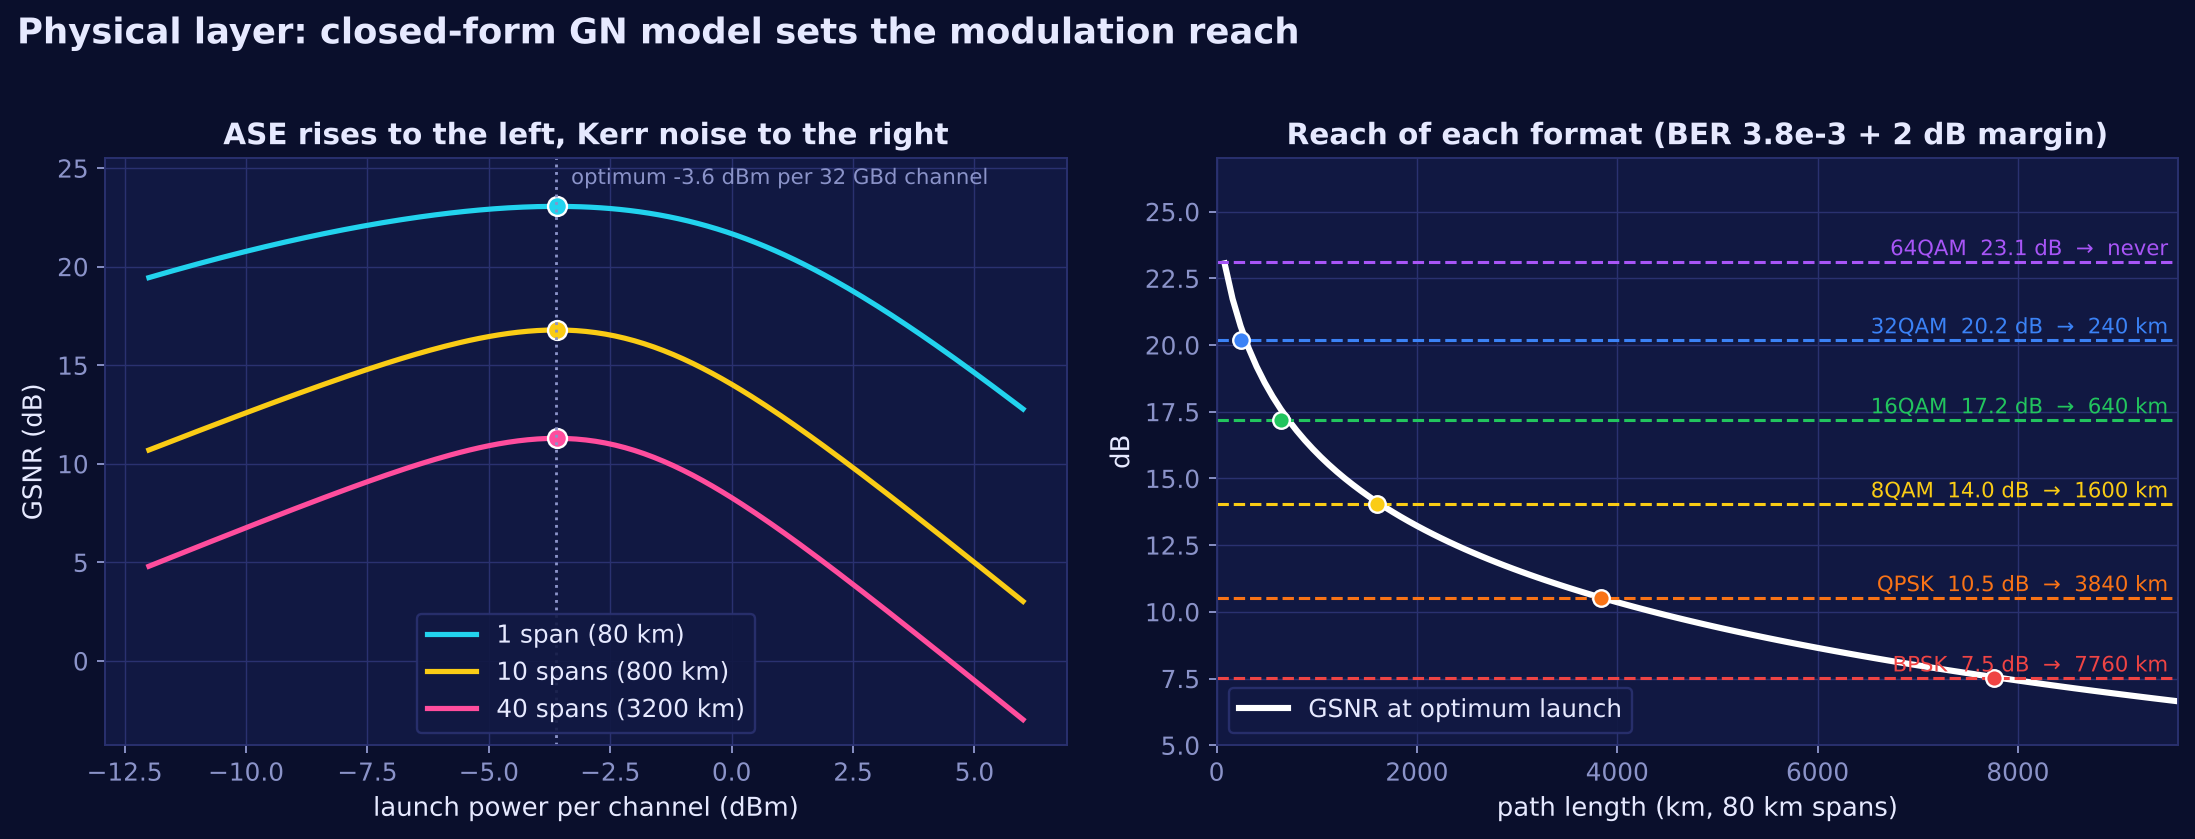 Physical layer: closed-form GN model sets the modulation reach
ASE rises to the left, Kerr noise to the right
25
20
15
10
5
0
GSNR (dB)
optimum -3.6 dBm per 32 GBd channel
1 span (80 km)
10 spans (800 km)
40 spans (3200 km)
−12.5 −10.0 −7.5 −5.0 −2.5 0.0 2.5 5.0
launch power per channel (dBm)
Reach of each format (BER 3.8e-3 + 2 dB margin)
25.0
22.5
20.0
17.5
15.0
12.5
10.0
7.5
5.0
dB
64QAM 23.1 dB → never
32QAM 20.2 dB → 240 km
16QAM 17.2 dB → 640 km
8QAM 14.0 dB → 1600 km
QPSK 10.5 dB → 3840 km
BPSK 7.5 dB → 7760 km
GSNR at optimum launch
0 2000 4000 6000 8000
path length (km, 80 km spans)